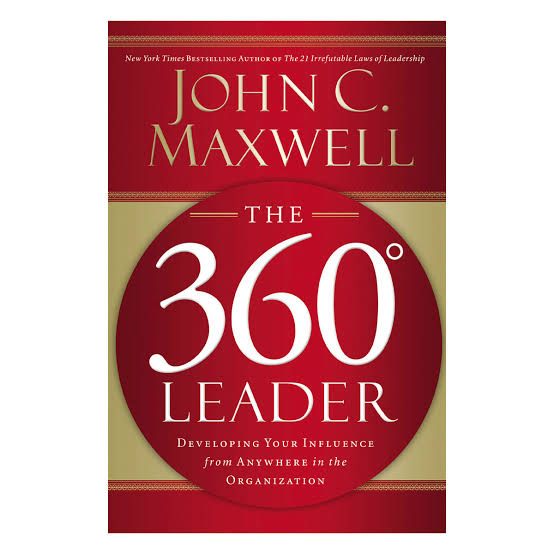 New York Times Bestselling Author of The 21 Irrefutable Laws of Leadership
John C.
Maxwell
The
360°
Leader
Developing Your Influence
from Anywhere in the
Organization